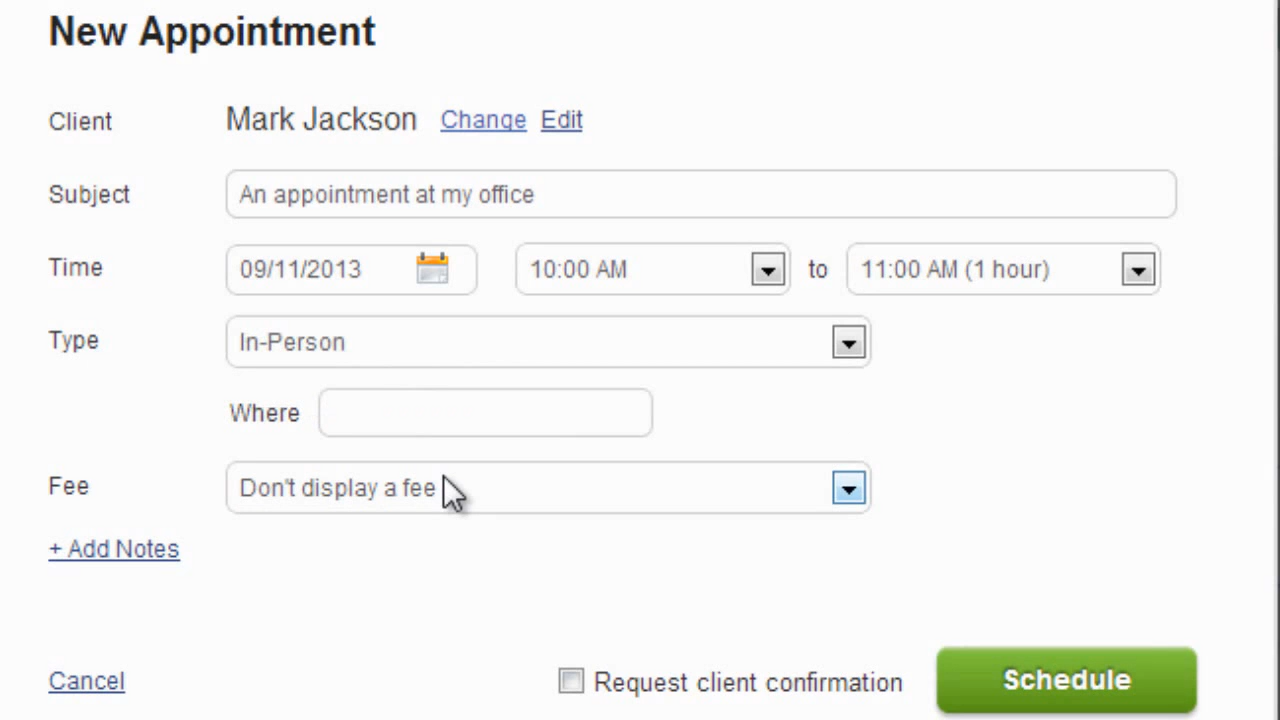 New Appointment
Client Mark Jackson Change Edit
Subject An appointment at my office
Time 09/11/2013 10:00 AM to 11:00 AM (1 hour)
Type In-Person
Where
Fee Don't display a fee
+ Add Notes
Cancel Request client confirmation Schedule